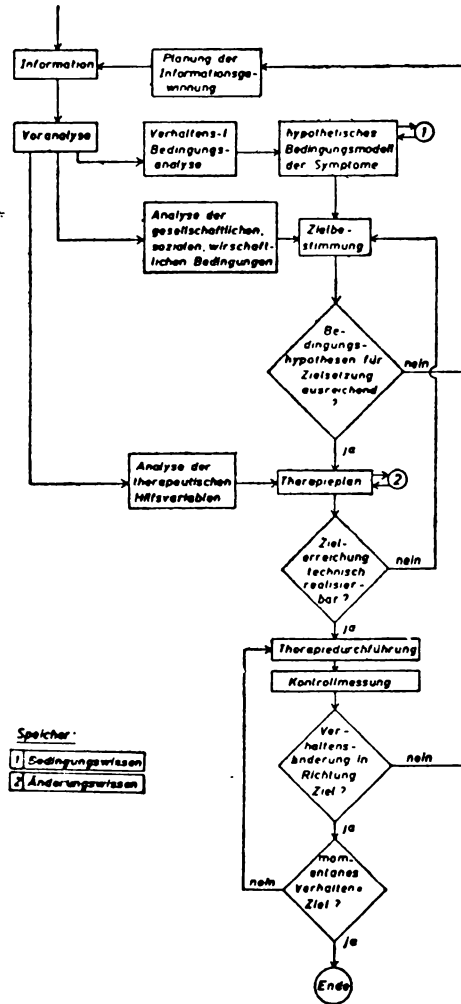 Information
Planung der
Informationsge-
winnung
Voranalyse
Verhaltens-/
Bedingungs-
analyse
hypothetisches
Bedingungsmodell
der Symptome
1
Analyse der
gesellschaftlichen,
sozialen, wirschaft-
lichen Bedingungen
Zielbe-
stimmung
Be-
dingungs-
hypothesen für
Zielsetzung
ausreichend
?
nein
ja
Analyse der
therapeutischen
Hilfsvariablen
Therapieplan
2
Ziel-
erreichung
technisch
realisier-
bar ?
nein
ja
Therapiedurchführung
Kontrollmessung
Speicher:
1 Bedingungswissen
2 Änderungswissen
Ver-
haltens-
änderung in
Richtung
Ziel ?
nein
ja
mom-
entanes
Verhalten =
Ziel ?
nein
ja
Ende